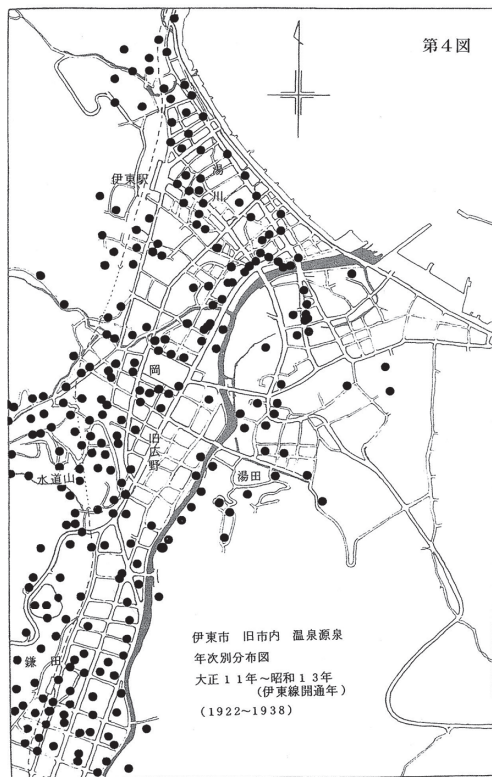 第4図
伊東駅
湯川
岡
旧広野
水道山
湯田
鎌田
伊東市 旧市内 温泉源泉
年次別分布図
大正11年～昭和13年
(伊東線開通年)
(1922～1938)